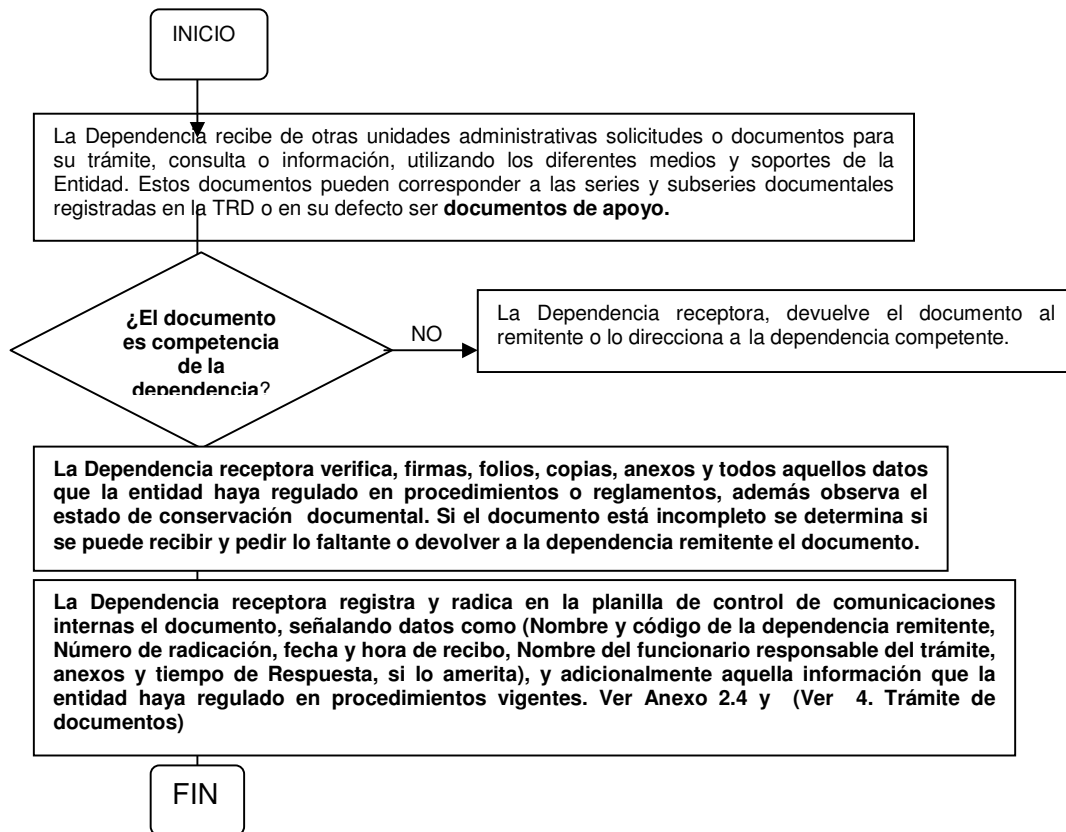 INICIO
La Dependencia recibe de otras unidades administrativas solicitudes o documentos para
su trámite, consulta o información, utilizando los diferentes medios y soportes de la
Entidad. Estos documentos pueden corresponder a las series y subseries documentales
registradas en la TRD o en su defecto ser documentos de apoyo.
¿El documento
es competencia
de la
dependencia?
NO
La Dependencia receptora, devuelve el documento al
remitente o lo direcciona a la dependencia competente.
La Dependencia receptora verifica, firmas, folios, copias, anexos y todos aquellos datos
que la entidad haya regulado en procedimientos o reglamentos, además observa el
estado de conservación documental. Si el documento está incompleto se determina si
se puede recibir y pedir lo faltante o devolver a la dependencia remitente el documento.
La Dependencia receptora registra y radica en la planilla de control de comunicaciones
internas el documento, señalando datos como (Nombre y código de la dependencia remitente,
Número de radicación, fecha y hora de recibo, Nombre del funcionario responsable del trámite,
anexos y tiempo de Respuesta, si lo amerita), y adicionalmente aquella información que la
entidad haya regulado en procedimientos vigentes. Ver Anexo 2.4 y (Ver 4. Trámite de
documentos)
FIN